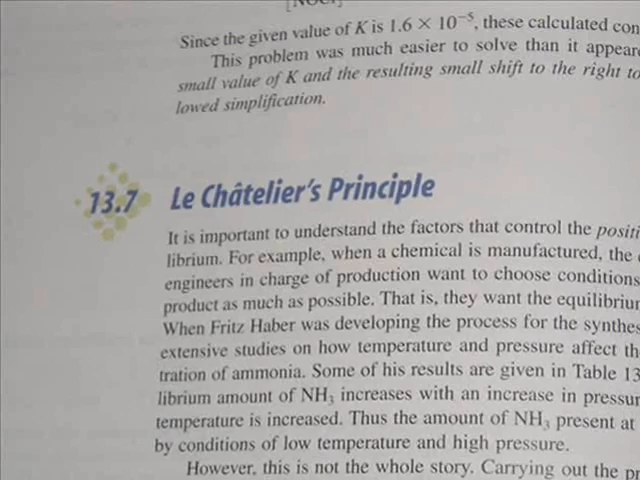 Since the given value of K is 1.6 × 10⁻⁵, these calculated con
This problem was much easier to solve than it appear
small value of K and the resulting small shift to the right to
lowed simplification.
13.7 Le Châtelier's Principle
It is important to understand the factors that control the positi
librium. For example, when a chemical is manufactured, the
engineers in charge of production want to choose conditions
product as much as possible. That is, they want the equilibriu
When Fritz Haber was developing the process for the synthes
extensive studies on how temperature and pressure affect th
tration of ammonia. Some of his results are given in Table 13
librium amount of NH₃ increases with an increase in pressur
temperature is increased. Thus the amount of NH₃ present at
by conditions of low temperature and high pressure.
However, this is not the whole story. Carrying out the pr